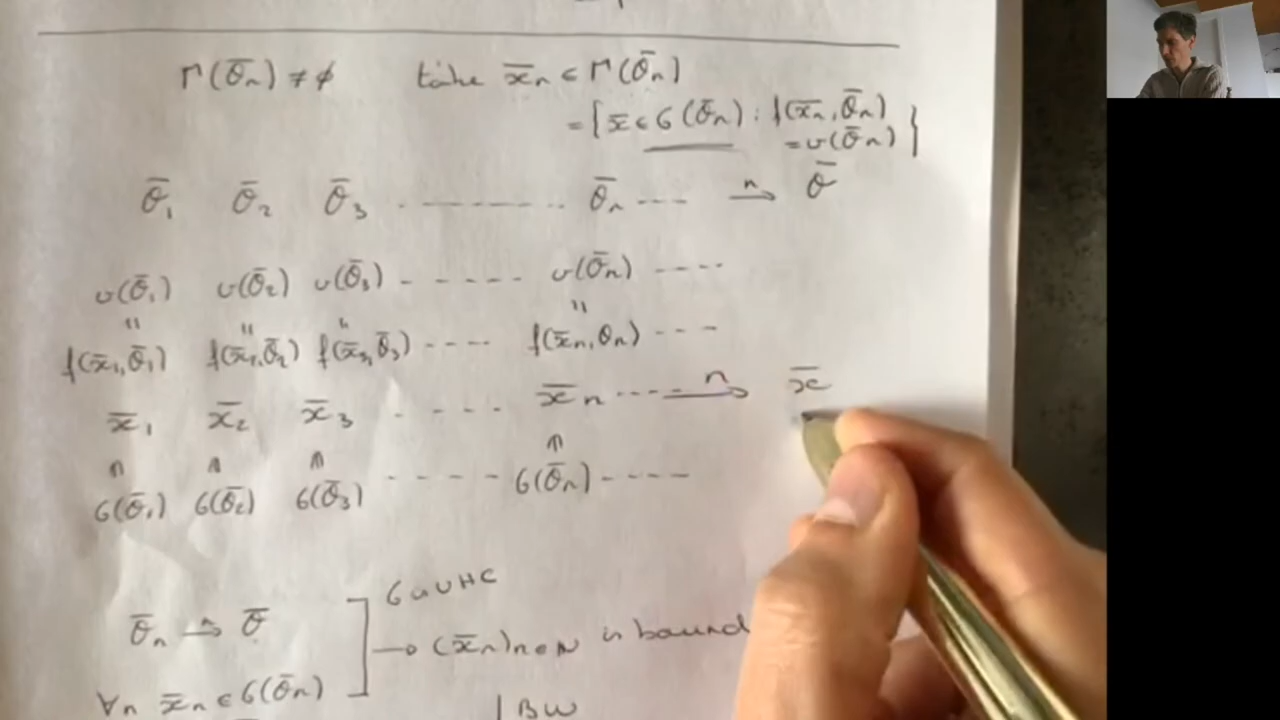 Γ(θ̄ₙ) ≠ ∅ take x̄ₙ ∈ Γ(θ̄ₙ)
= { x̄ ∈ G(θ̄ₙ) : f(x̄ₙ, θ̄ₙ)
= v(θ̄ₙ) }
θ̄₁ θ̄₂ θ̄₃ ............ θ̄ₙ ---- —n→ θ̄
v(θ̄₁) v(θ̄₂) v(θ̄₃) - ---- v(θ̄ₙ) ----
" " " "
f(x̄₁, θ̄₁) f(x̄₂, θ̄₂) f(x̄₃, θ̄₃) ---- f(x̄ₙ, θₙ) ---
x̄₁ x̄₂ x̄₃ - ---- x̄ₙ ---- —n→ x̄
∈ ∈ ∈ ∈
G(θ̄₁) G(θ̄₂) G(θ̄₃) ----- G(θ̄ₙ) ----
G u UHC
θ̄ₙ —n→ θ̄
→ (x̄ₙ)n∈ℕ is bound
∀n x̄ₙ ∈ G(θ̄ₙ)
| BW